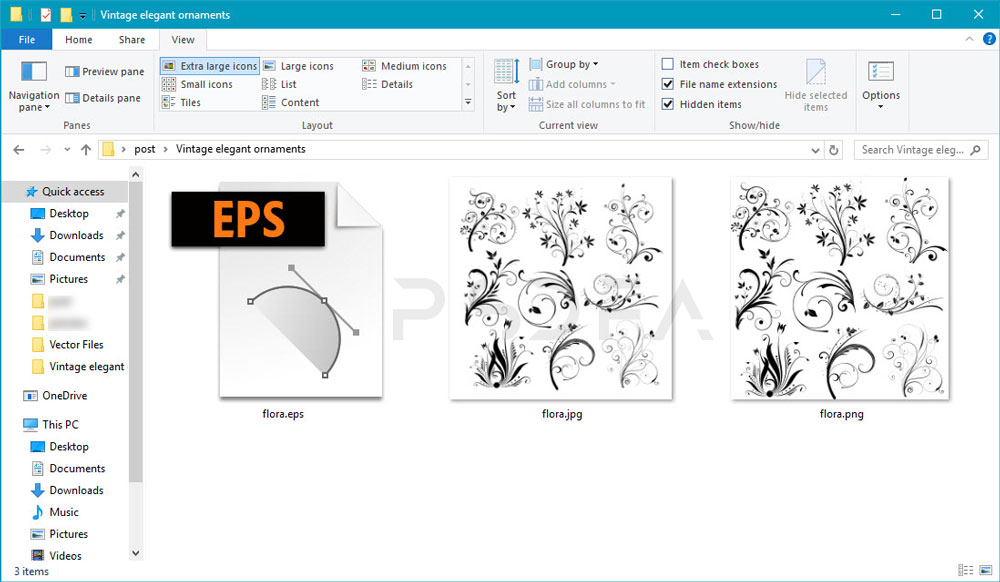 Vintage elegant ornaments
File Home Share View
Navigation pane
Preview pane
Details pane
Panes
Extra large icons Large icons Medium icons
Small icons List Details
Tiles Content
Layout
Sort by
Group by
Add columns
Size all columns to fit
Current view
Item check boxes
File name extensions
Hidden items
Hide selected items
Show/hide
Options
post Vintage elegant ornaments
Search Vintage eleg...
Quick access
Desktop
Downloads
Documents
Pictures
Vector Files
Vintage elegant
OneDrive
This PC
Desktop
Documents
Downloads
Music
Pictures
Videos
EPS
flora.eps flora.jpg flora.png
3 items